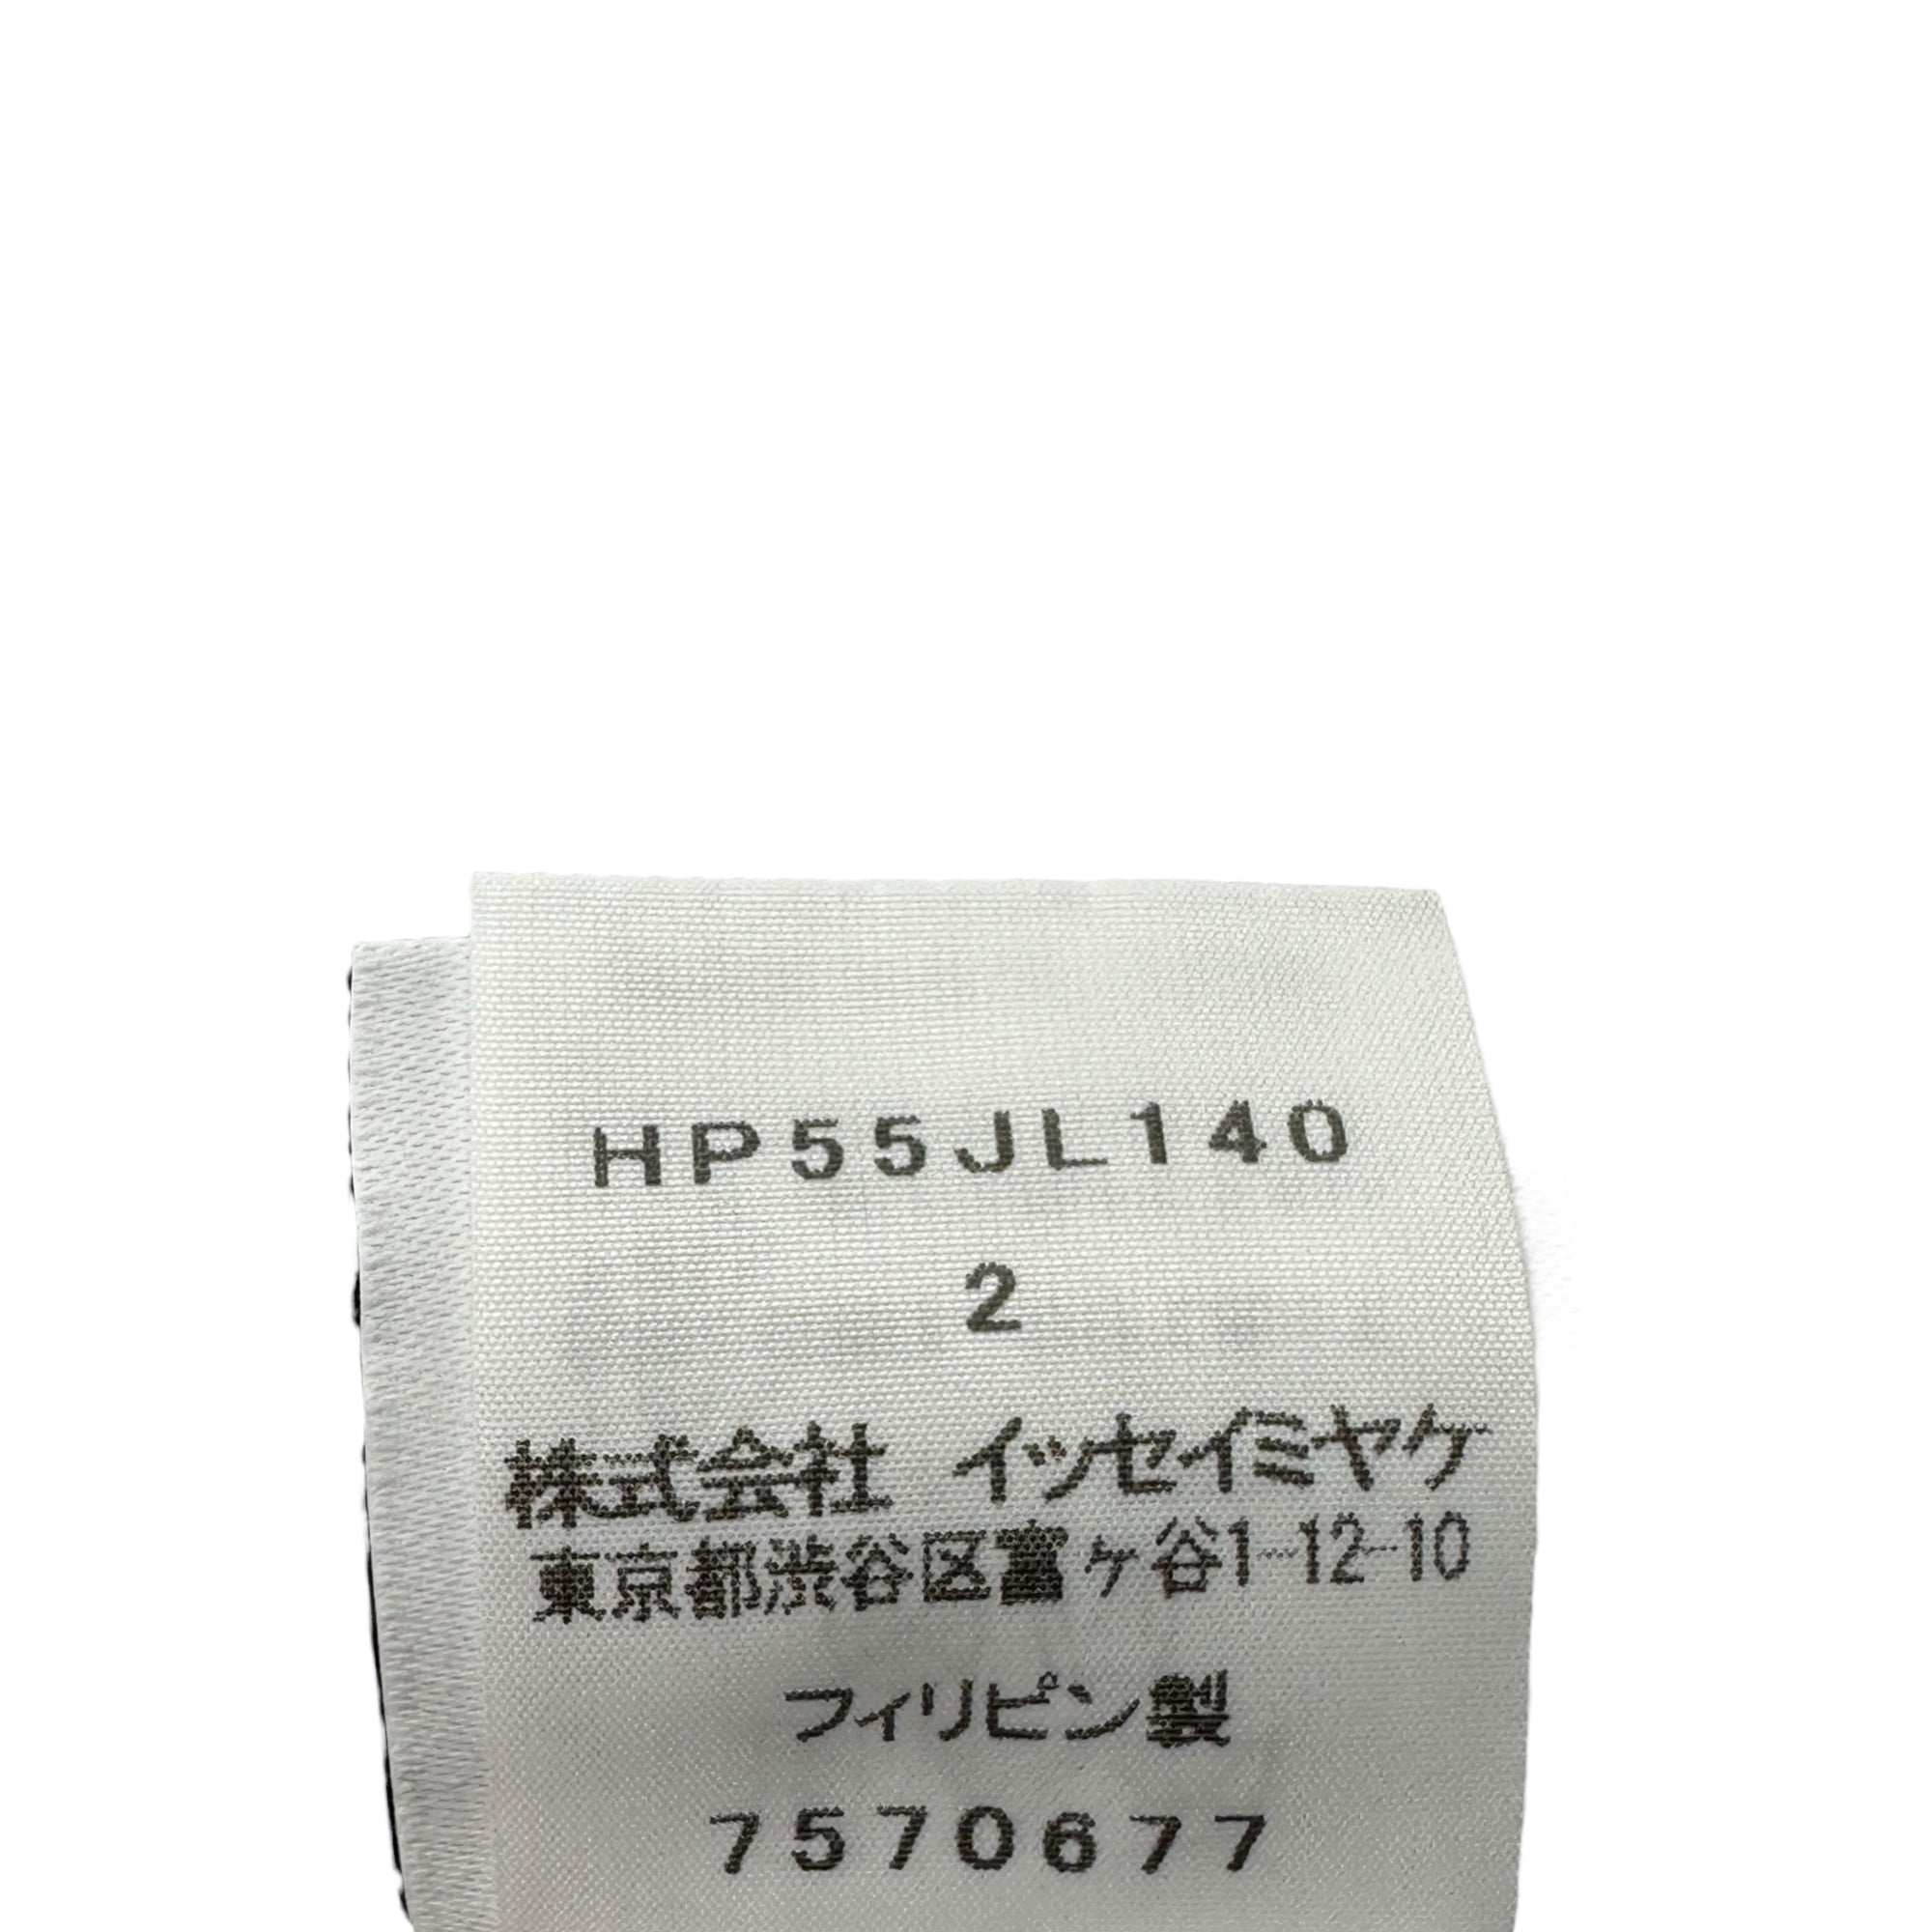 HP55JL140
2
株式会社 イッセイミヤケ
東京都渋谷区富ヶ谷1-12-10
フィリピン製
7570677